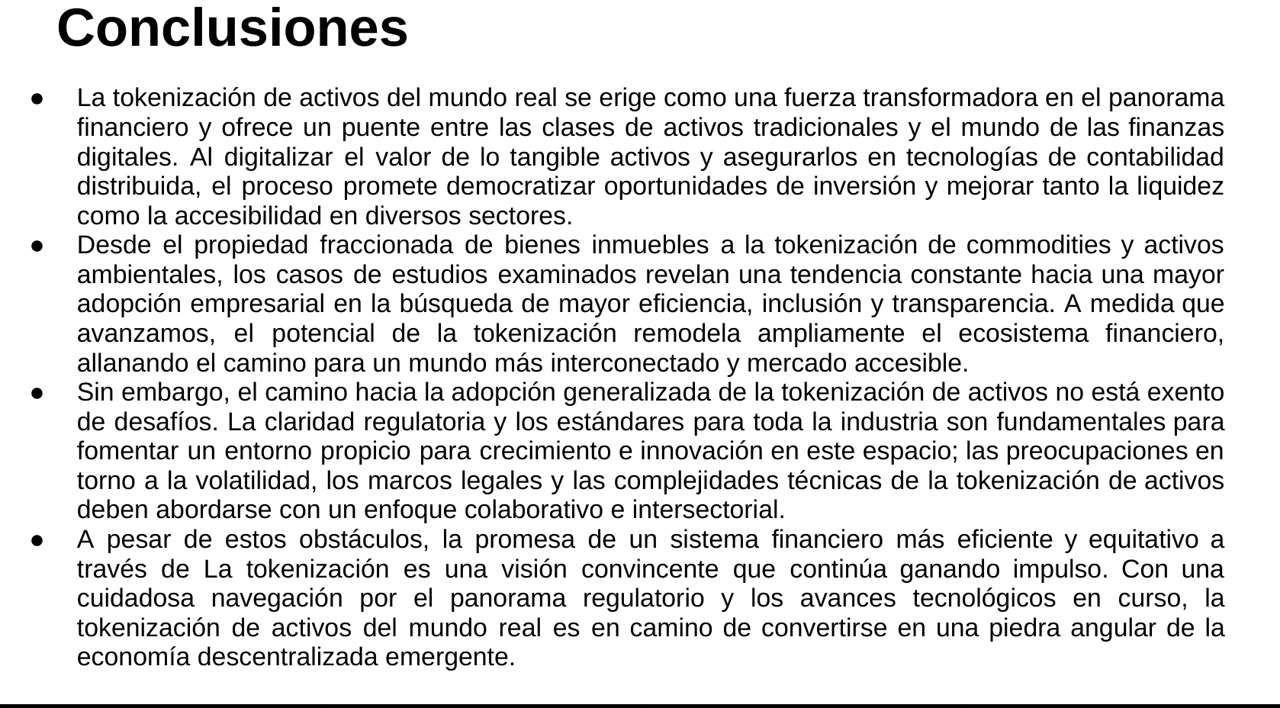 Conclusiones
● La tokenización de activos del mundo real se erige como una fuerza transformadora en el panorama
financiero y ofrece un puente entre las clases de activos tradicionales y el mundo de las finanzas
digitales. Al digitalizar el valor de lo tangible activos y asegurarlos en tecnologías de contabilidad
distribuida, el proceso promete democratizar oportunidades de inversión y mejorar tanto la liquidez
como la accesibilidad en diversos sectores.
● Desde el propiedad fraccionada de bienes inmuebles a la tokenización de commodities y activos
ambientales, los casos de estudios examinados revelan una tendencia constante hacia una mayor
adopción empresarial en la búsqueda de mayor eficiencia, inclusión y transparencia. A medida que
avanzamos, el potencial de la tokenización remodela ampliamente el ecosistema financiero,
allanando el camino para un mundo más interconectado y mercado accesible.
● Sin embargo, el camino hacia la adopción generalizada de la tokenización de activos no está exento
de desafíos. La claridad regulatoria y los estándares para toda la industria son fundamentales para
fomentar un entorno propicio para crecimiento e innovación en este espacio; las preocupaciones en
torno a la volatilidad, los marcos legales y las complejidades técnicas de la tokenización de activos
deben abordarse con un enfoque colaborativo e intersectorial.
● A pesar de estos obstáculos, la promesa de un sistema financiero más eficiente y equitativo a
través de La tokenización es una visión convincente que continúa ganando impulso. Con una
cuidadosa navegación por el panorama regulatorio y los avances tecnológicos en curso, la
tokenización de activos del mundo real es en camino de convertirse en una piedra angular de la
economía descentralizada emergente.